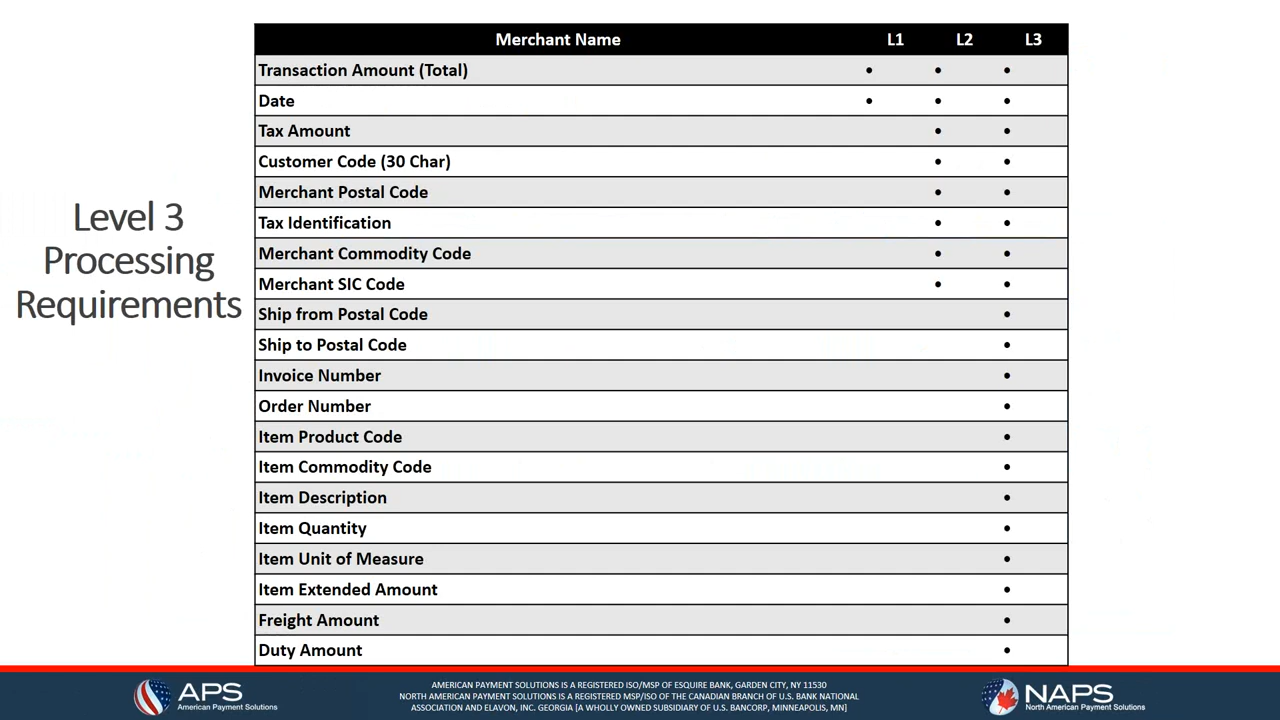 Level 3
Processing
Requirements
Merchant Name L1 L2 L3
Transaction Amount (Total) • • •
Date • • •
Tax Amount • •
Customer Code (30 Char) • •
Merchant Postal Code • •
Tax Identification • •
Merchant Commodity Code • •
Merchant SIC Code • •
Ship from Postal Code •
Ship to Postal Code •
Invoice Number •
Order Number •
Item Product Code •
Item Commodity Code •
Item Description •
Item Quantity •
Item Unit of Measure •
Item Extended Amount •
Freight Amount •
Duty Amount •
APS
American Payment Solutions
AMERICAN PAYMENT SOLUTIONS IS A REGISTERED ISO/MSP OF ESQUIRE BANK, GARDEN CITY, NY 11530
NORTH AMERICAN PAYMENT SOLUTIONS IS A REGISTERED MSP/ISO OF THE CANADIAN BRANCH OF U.S. BANK NATIONAL
ASSOCIATION AND ELAVON, INC. GEORGIA [A WHOLLY OWNED SUBSIDIARY OF U.S. BANCORP, MINNEAPOLIS, MN]
NAPS
North American Payment Solutions